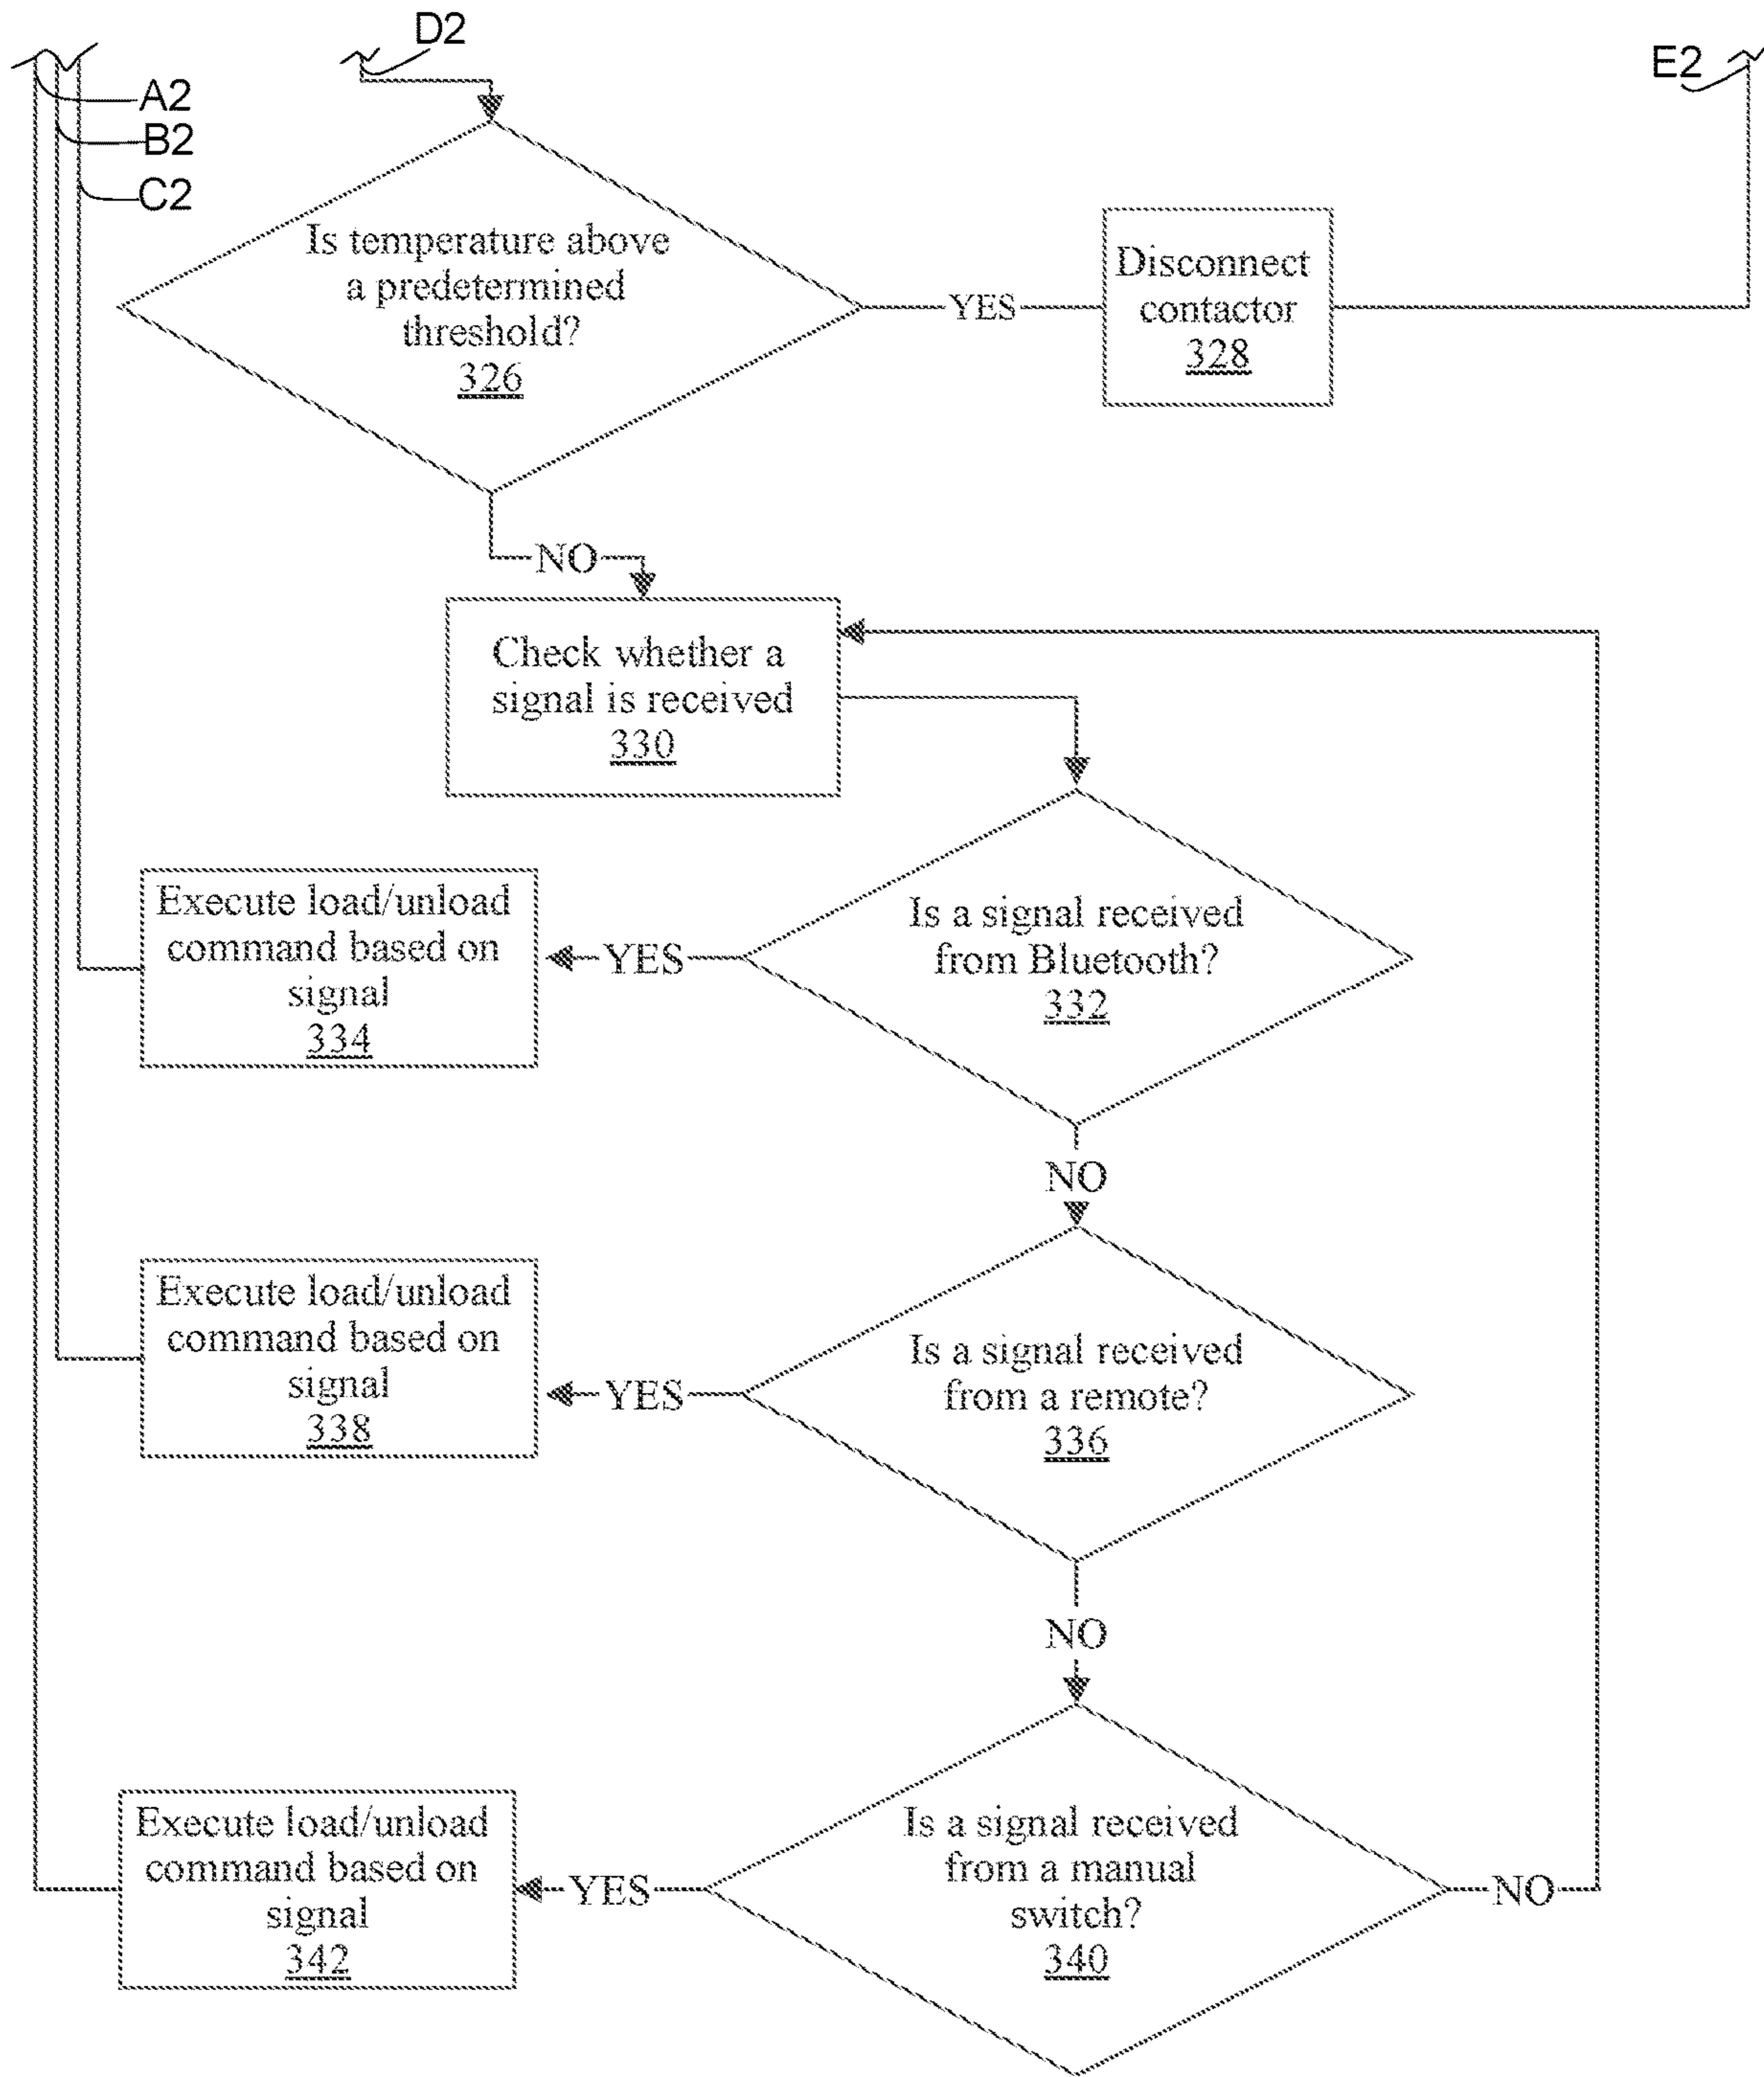 D2
E2
A2
B2
C2
Is temperature above
a predetermined
threshold?
326
YES
Disconnect
contactor
328
NO
Check whether a
signal is received
330
Is a signal received
from Bluetooth?
332
YES
Execute load/unload
command based on
signal
334
NO
Is a signal received
from a remote?
336
YES
Execute load/unload
command based on
signal
338
NO
Is a signal received
from a manual
switch?
340
YES
Execute load/unload
command based on
signal
342
NO